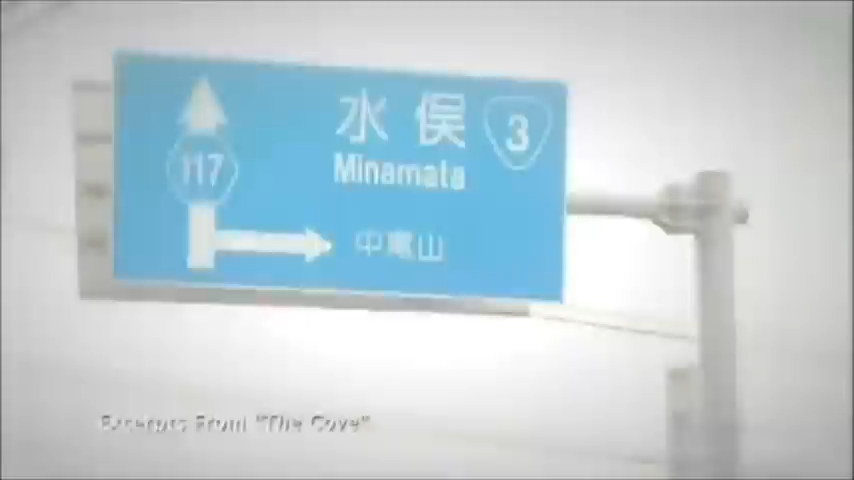 水俣 3
117 Minamata
中尾山
Excerpts From "The Cove"